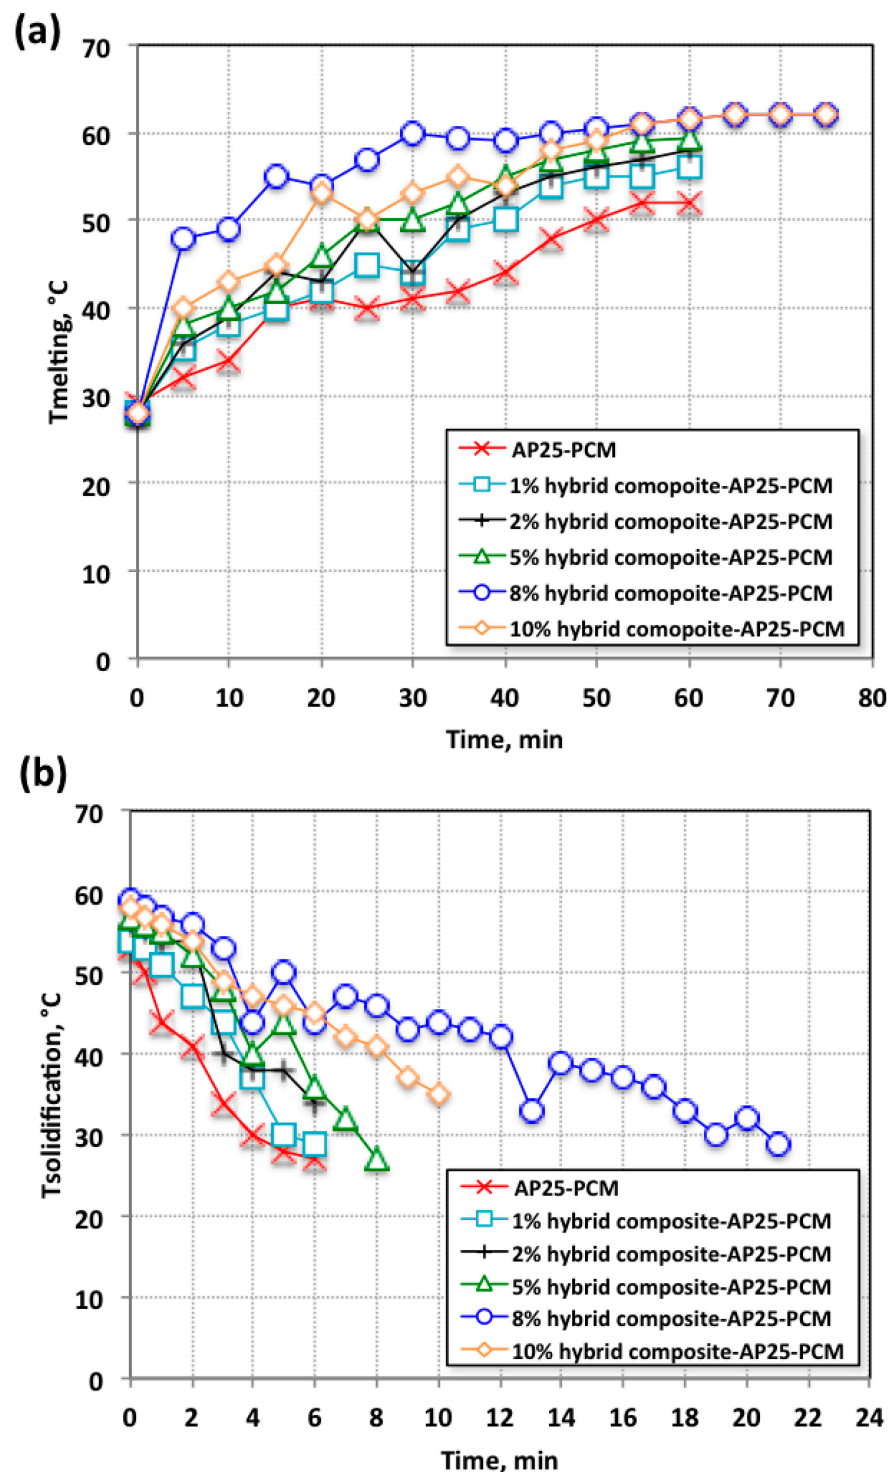 (a)
70
60
50
40
30
20
10
0
Tmelting, °C
AP25-PCM
1% hybrid comopoite-AP25-PCM
2% hybrid comopoite-AP25-PCM
5% hybrid comopoite-AP25-PCM
8% hybrid comopoite-AP25-PCM
10% hybrid comopoite-AP25-PCM
0 10 20 30 40 50 60 70 80
Time, min
(b)
70
60
50
40
30
20
10
0
Tsolidification, °C
AP25-PCM
1% hybrid composite-AP25-PCM
2% hybrid composite-AP25-PCM
5% hybrid composite-AP25-PCM
8% hybrid composite-AP25-PCM
10% hybrid composite-AP25-PCM
0 2 4 6 8 10 12 14 16 18 20 22 24
Time, min